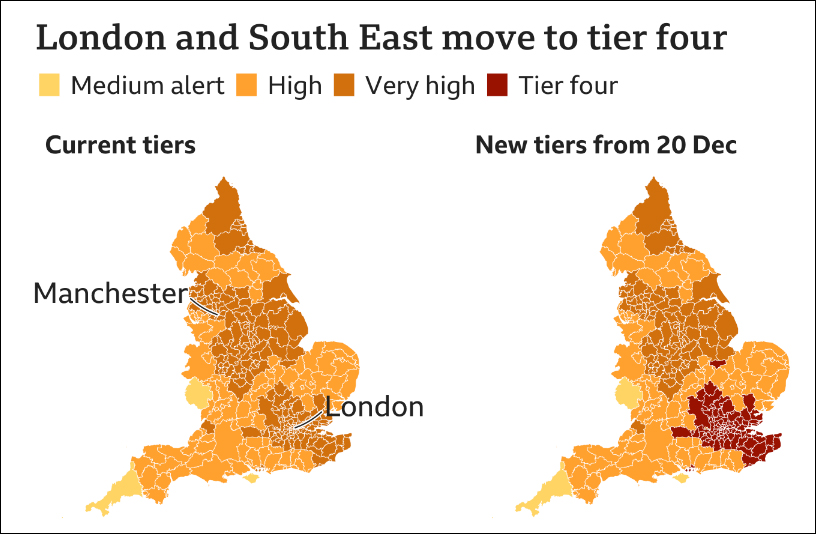 London and South East move to tier four
Medium alert High Very high Tier four
Current tiers New tiers from 20 Dec
Manchester
London